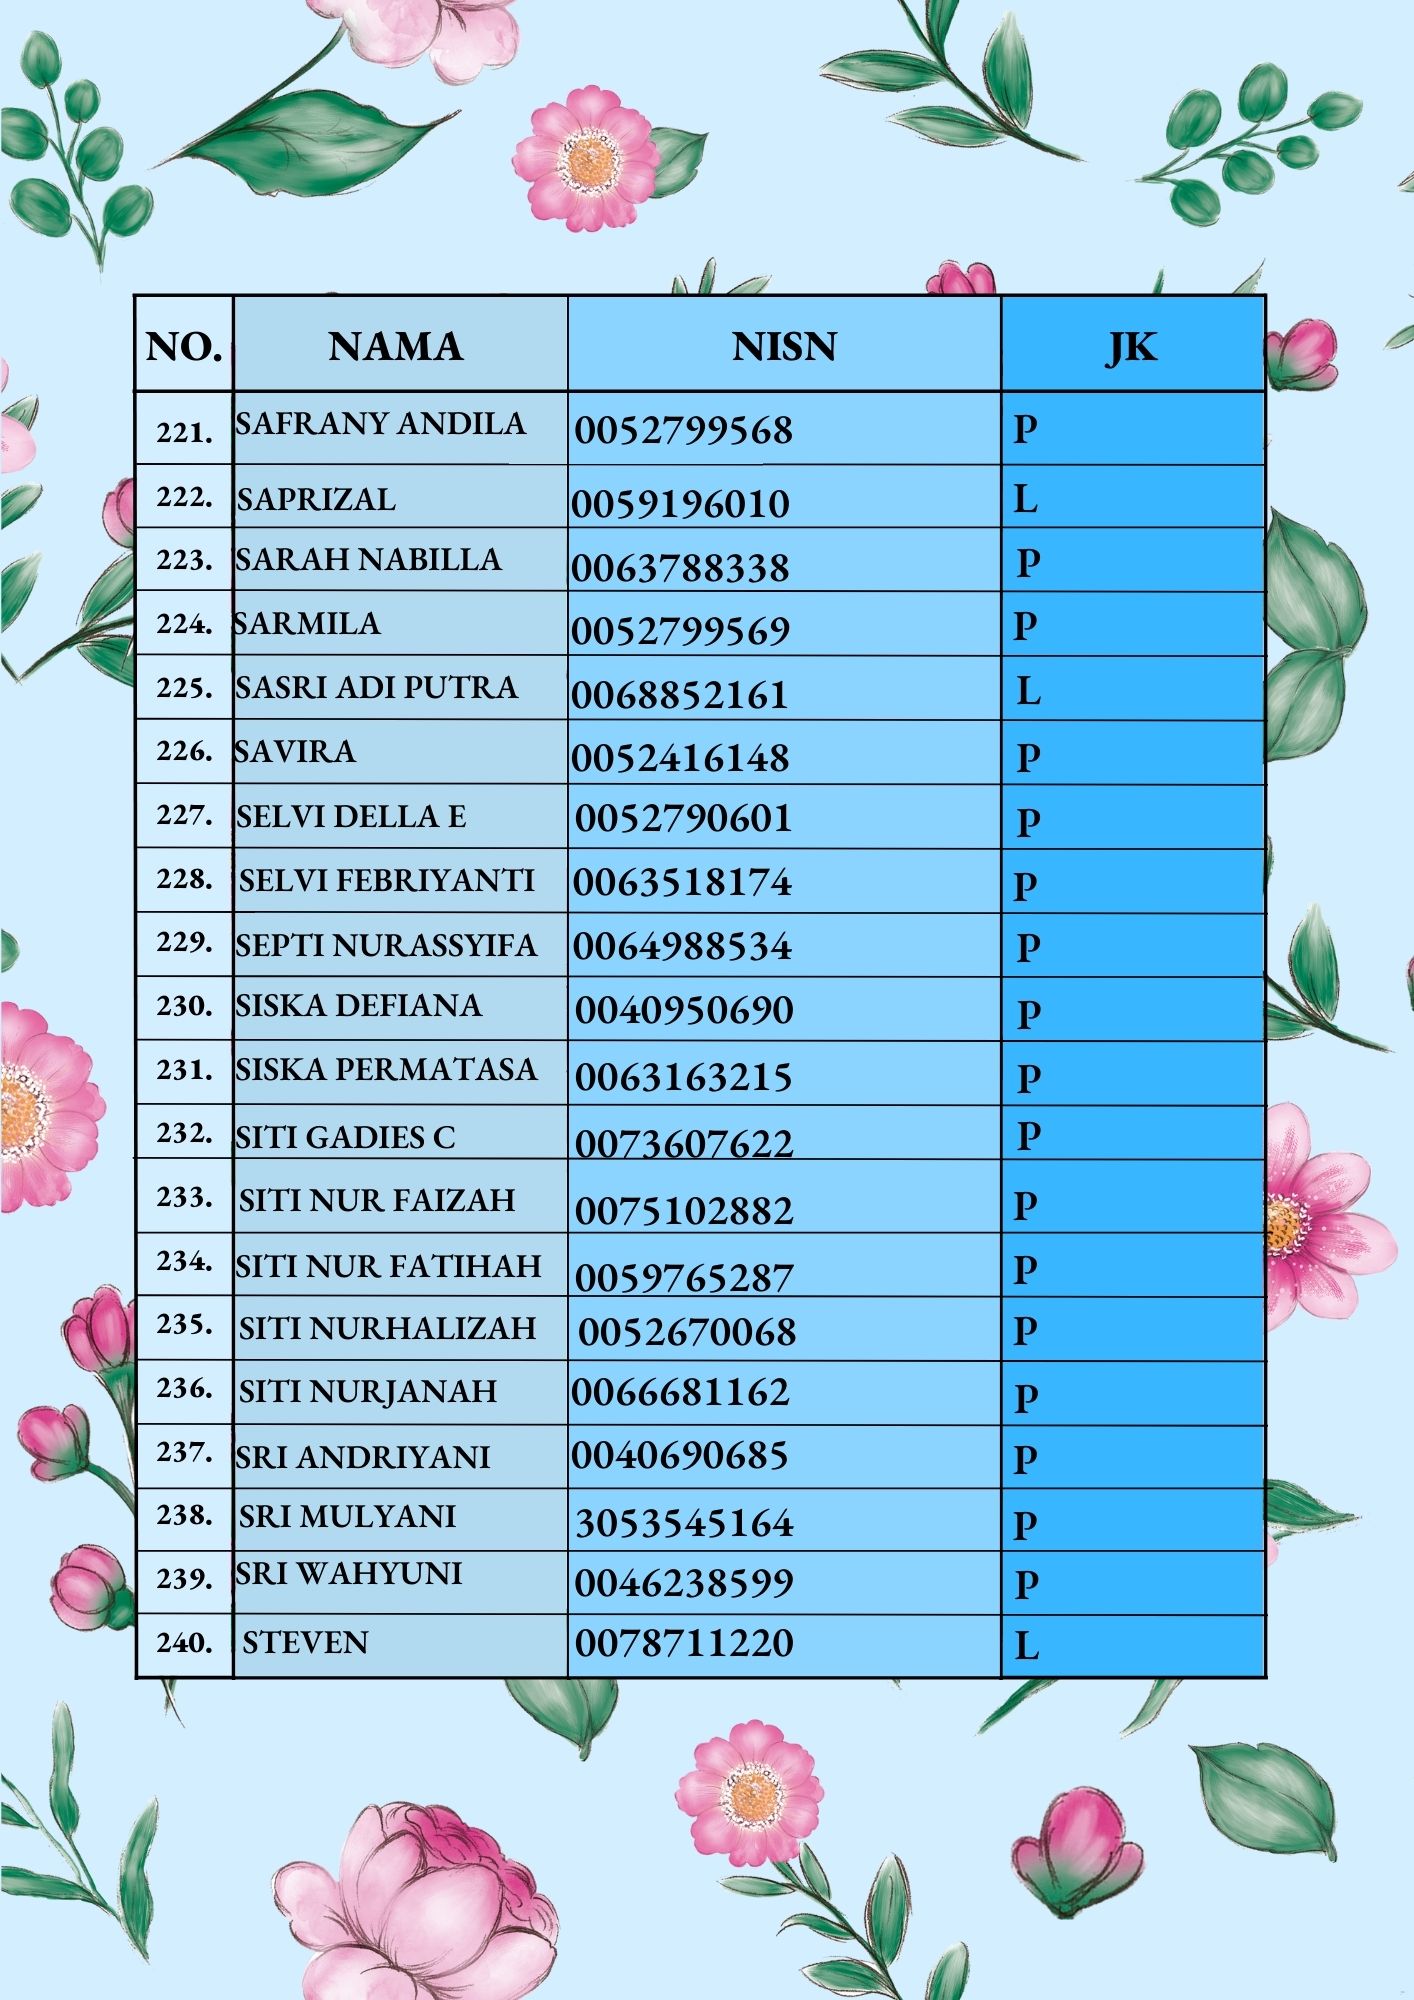 NO. NAMA NISN JK
221. SAFRANY ANDILA 0052799568 P
222. SAPRIZAL 0059196010 L
223. SARAH NABILLA 0063788338 P
224. SARMILA 0052799569 P
225. SASRI ADI PUTRA 0068852161 L
226. SAVIRA 0052416148 P
227. SELVI DELLA E 0052790601 P
228. SELVI FEBRIYANTI 0063518174 P
229. SEPTI NURASSYIFA 0064988534 P
230. SISKA DEFIANA 0040950690 P
231. SISKA PERMATASA 0063163215 P
232. SITI GADIES C 0073607622 P
233. SITI NUR FAIZAH 0075102882 P
234. SITI NUR FATIHAH 0059765287 P
235. SITI NURHALIZAH 0052670068 P
236. SITI NURJANAH 0066681162 P
237. SRI ANDRIYANI 0040690685 P
238. SRI MULYANI 3053545164 P
239. SRI WAHYUNI 0046238599 P
240. STEVEN 0078711220 L